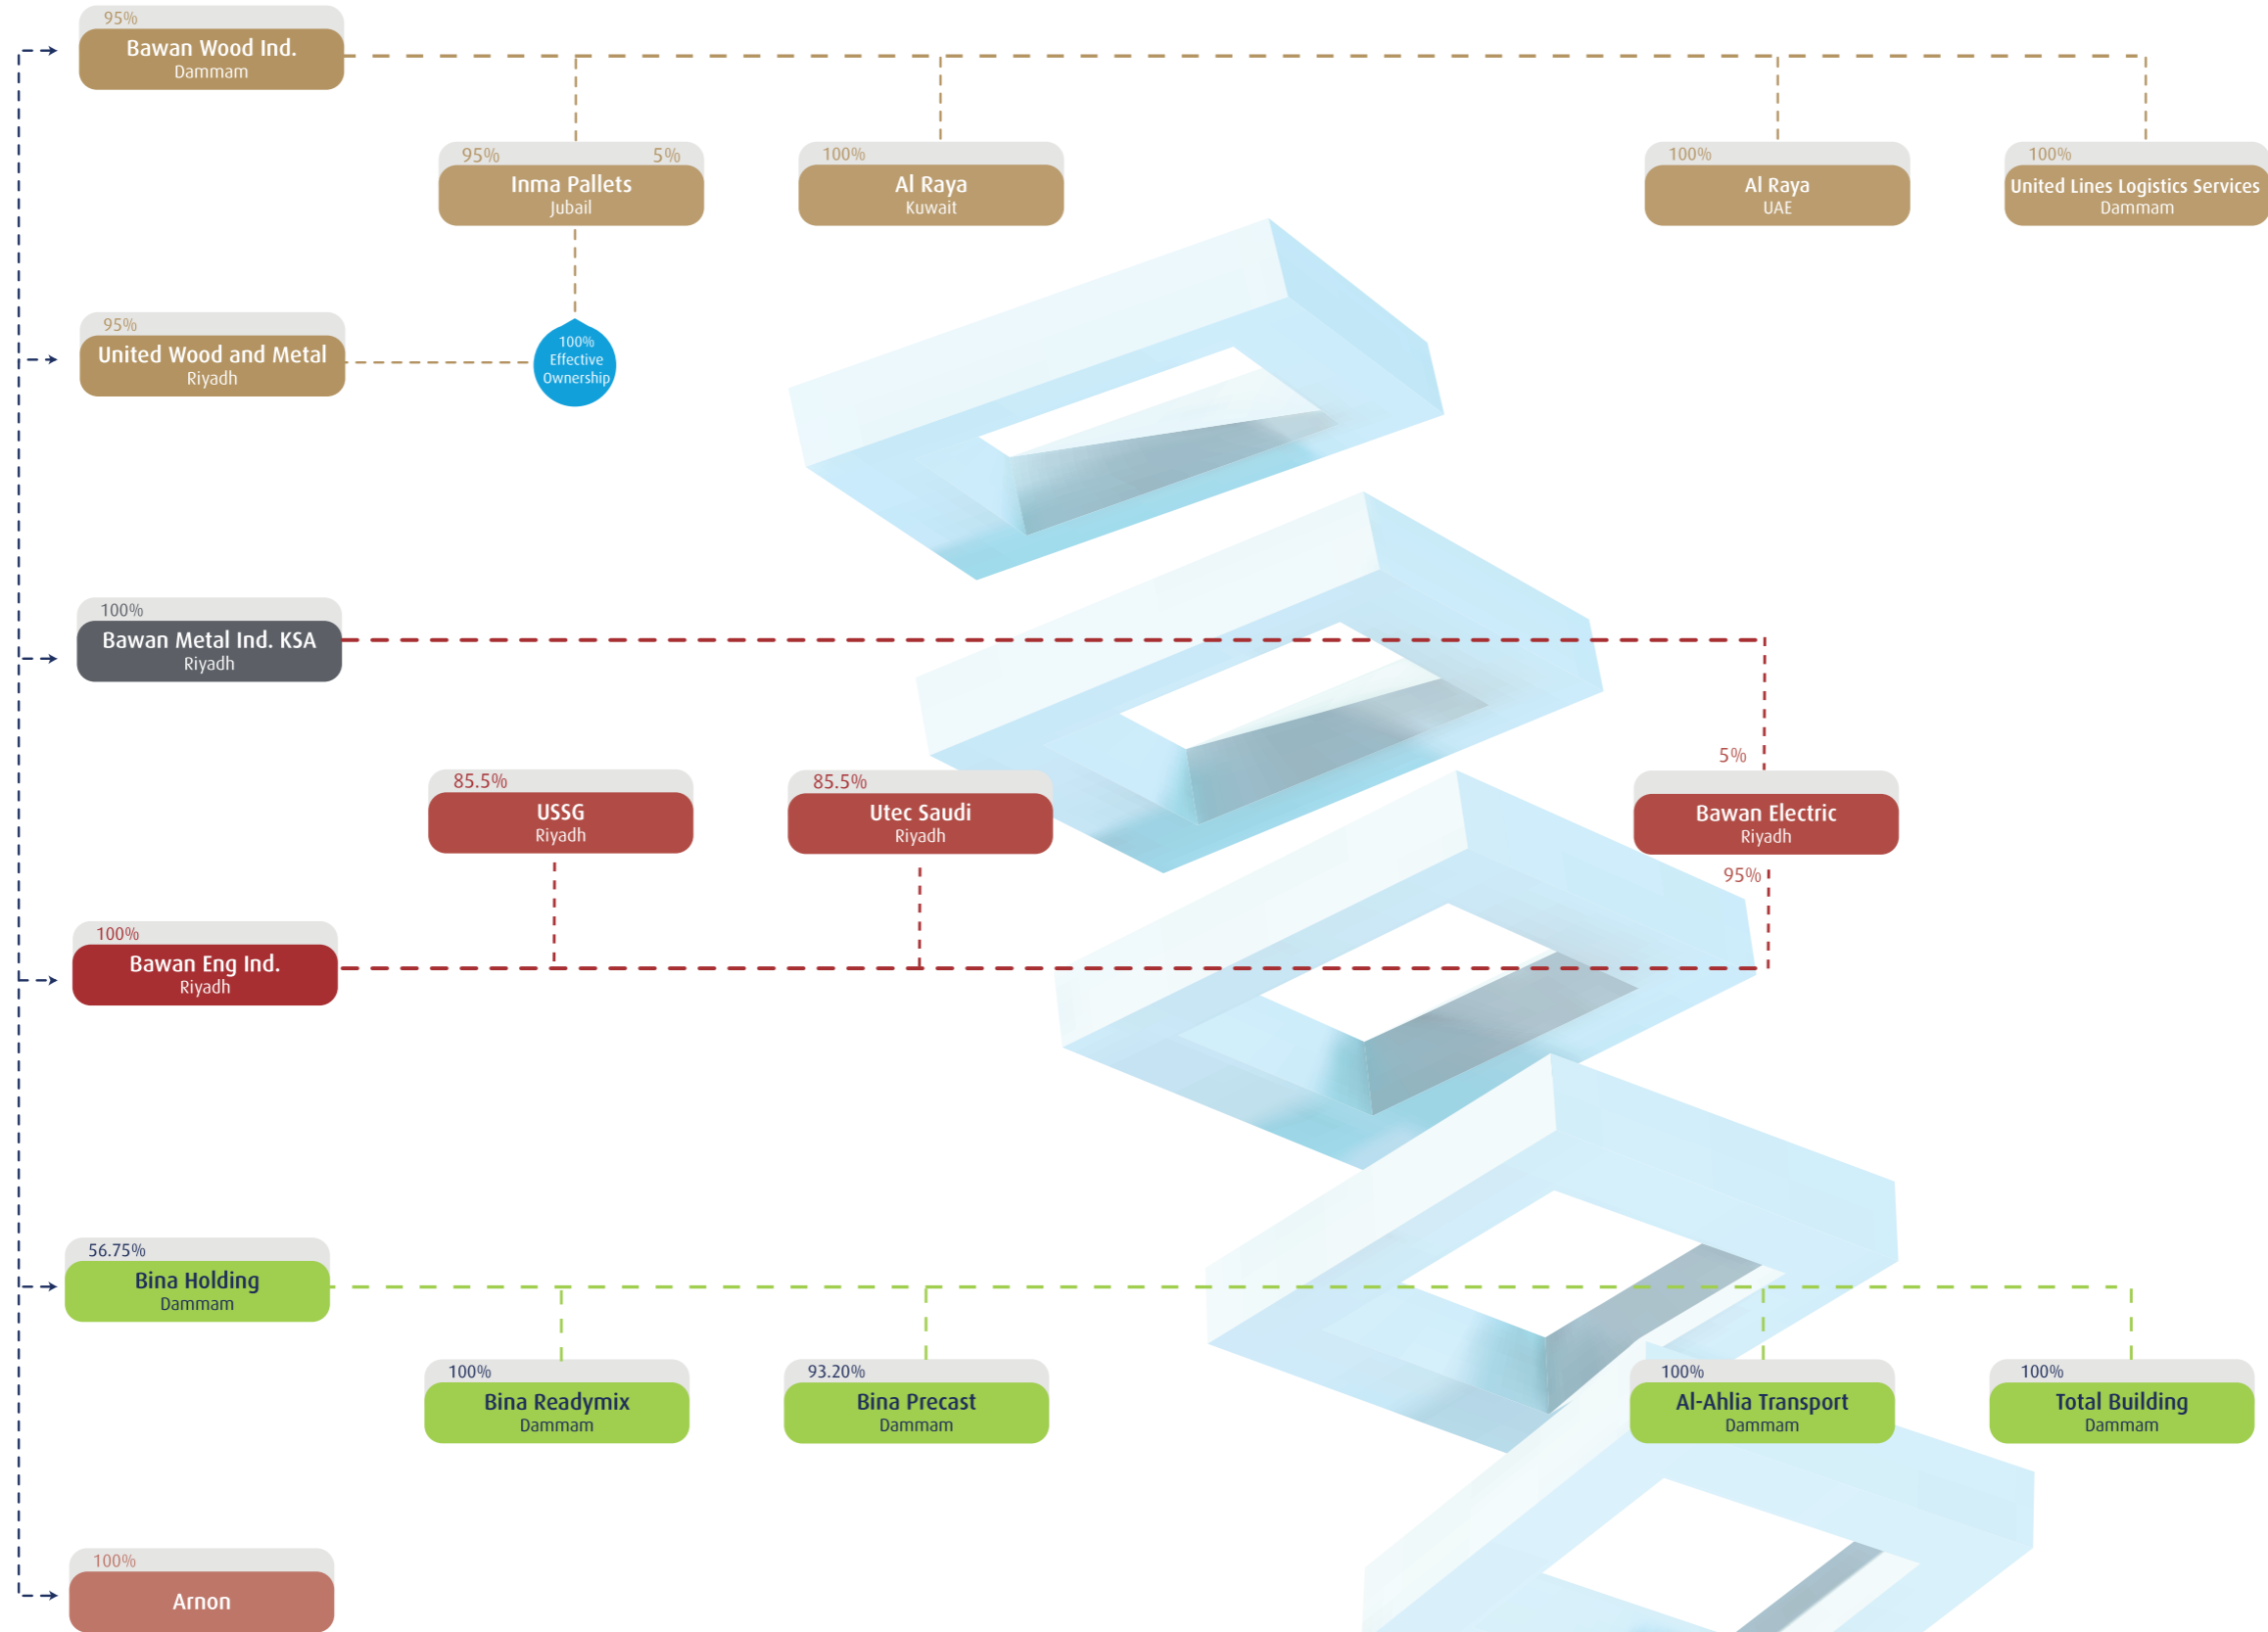 95%
Bawan Wood Ind.
Dammam
95% 5%
Inma Pallets
Jubail
100%
Al Raya
Kuwait
100%
Al Raya
UAE
100%
United Lines Logistics Services
Dammam
95%
United Wood and Metal
Riyadh
100%
Effective
Ownership
100%
Bawan Metal Ind. KSA
Riyadh
85.5%
USSG
Riyadh
85.5%
Utec Saudi
Riyadh
5%
Bawan Electric
Riyadh
95%
100%
Bawan Eng Ind.
Riyadh
56.75%
Bina Holding
Dammam
100%
Bina Readymix
Dammam
93.20%
Bina Precast
Dammam
100%
Al-Ahlia Transport
Dammam
100%
Total Building
Dammam
100%
Arnon